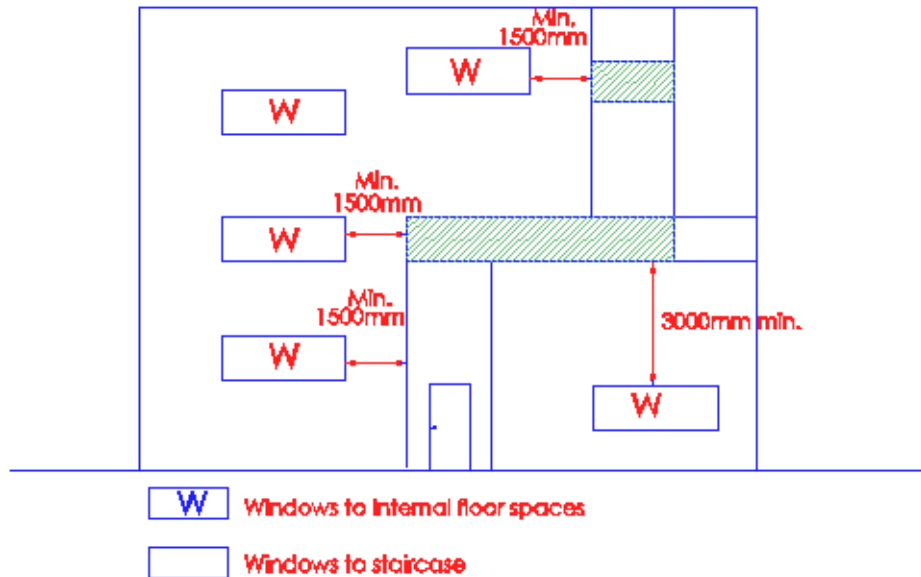 Min.
1500mm
W
W
Min.
1500mm
W
Min.
1500mm
3000mm min.
W
W
W Windows to internal floor spaces
Windows to staircase